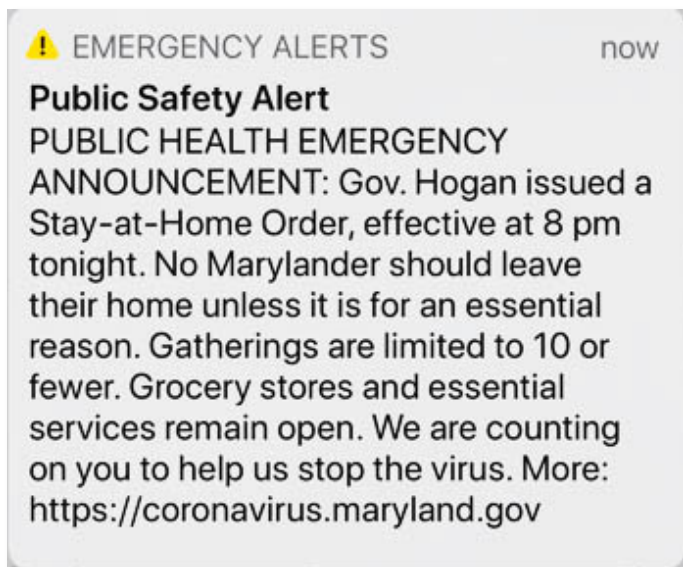 EMERGENCY ALERTS now
Public Safety Alert
PUBLIC HEALTH EMERGENCY
ANNOUNCEMENT: Gov. Hogan issued a
Stay-at-Home Order, effective at 8 pm
tonight. No Marylander should leave
their home unless it is for an essential
reason. Gatherings are limited to 10 or
fewer. Grocery stores and essential
services remain open. We are counting
on you to help us stop the virus. More:
https://coronavirus.maryland.gov